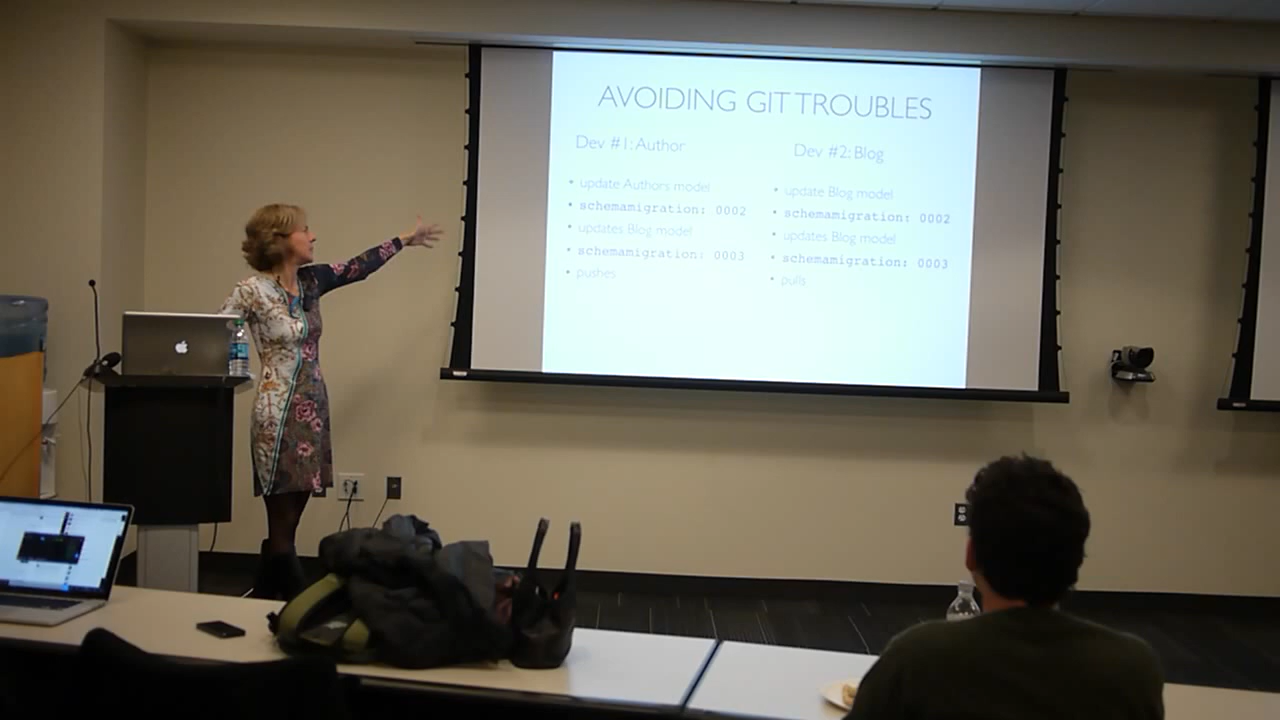 AVOIDING GIT TROUBLES
Dev #1: Author
• update Authors model
• schemamigration: 0002
• updates Blog model
• schemamigration: 0003
• pushes
Dev #2: Blog
• update Blog model
• schemamigration: 0002
• updates Blog model
• schemamigration: 0003
• pulls